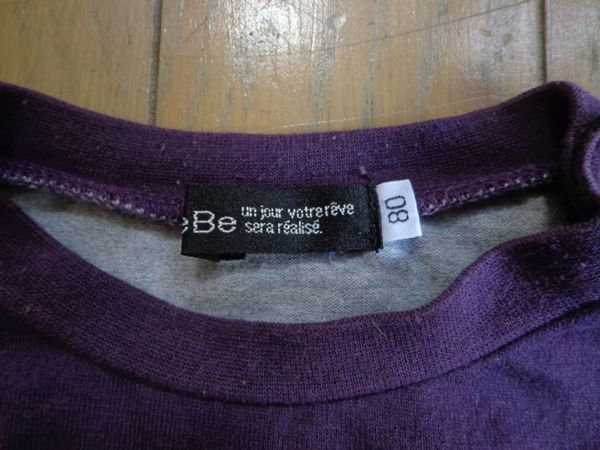 eBe un jour votre rêve
sera réalisé.
80